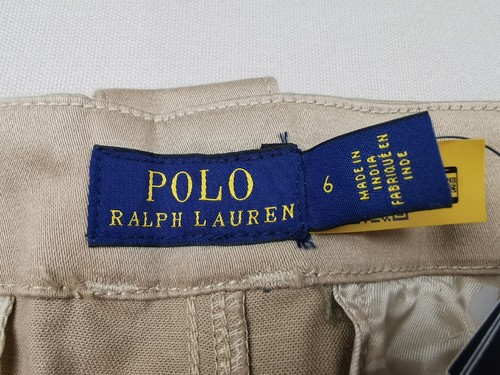 POLO
RALPH LAUREN
6
MADE IN
INDIA
FABRIQUÉ EN
INDE